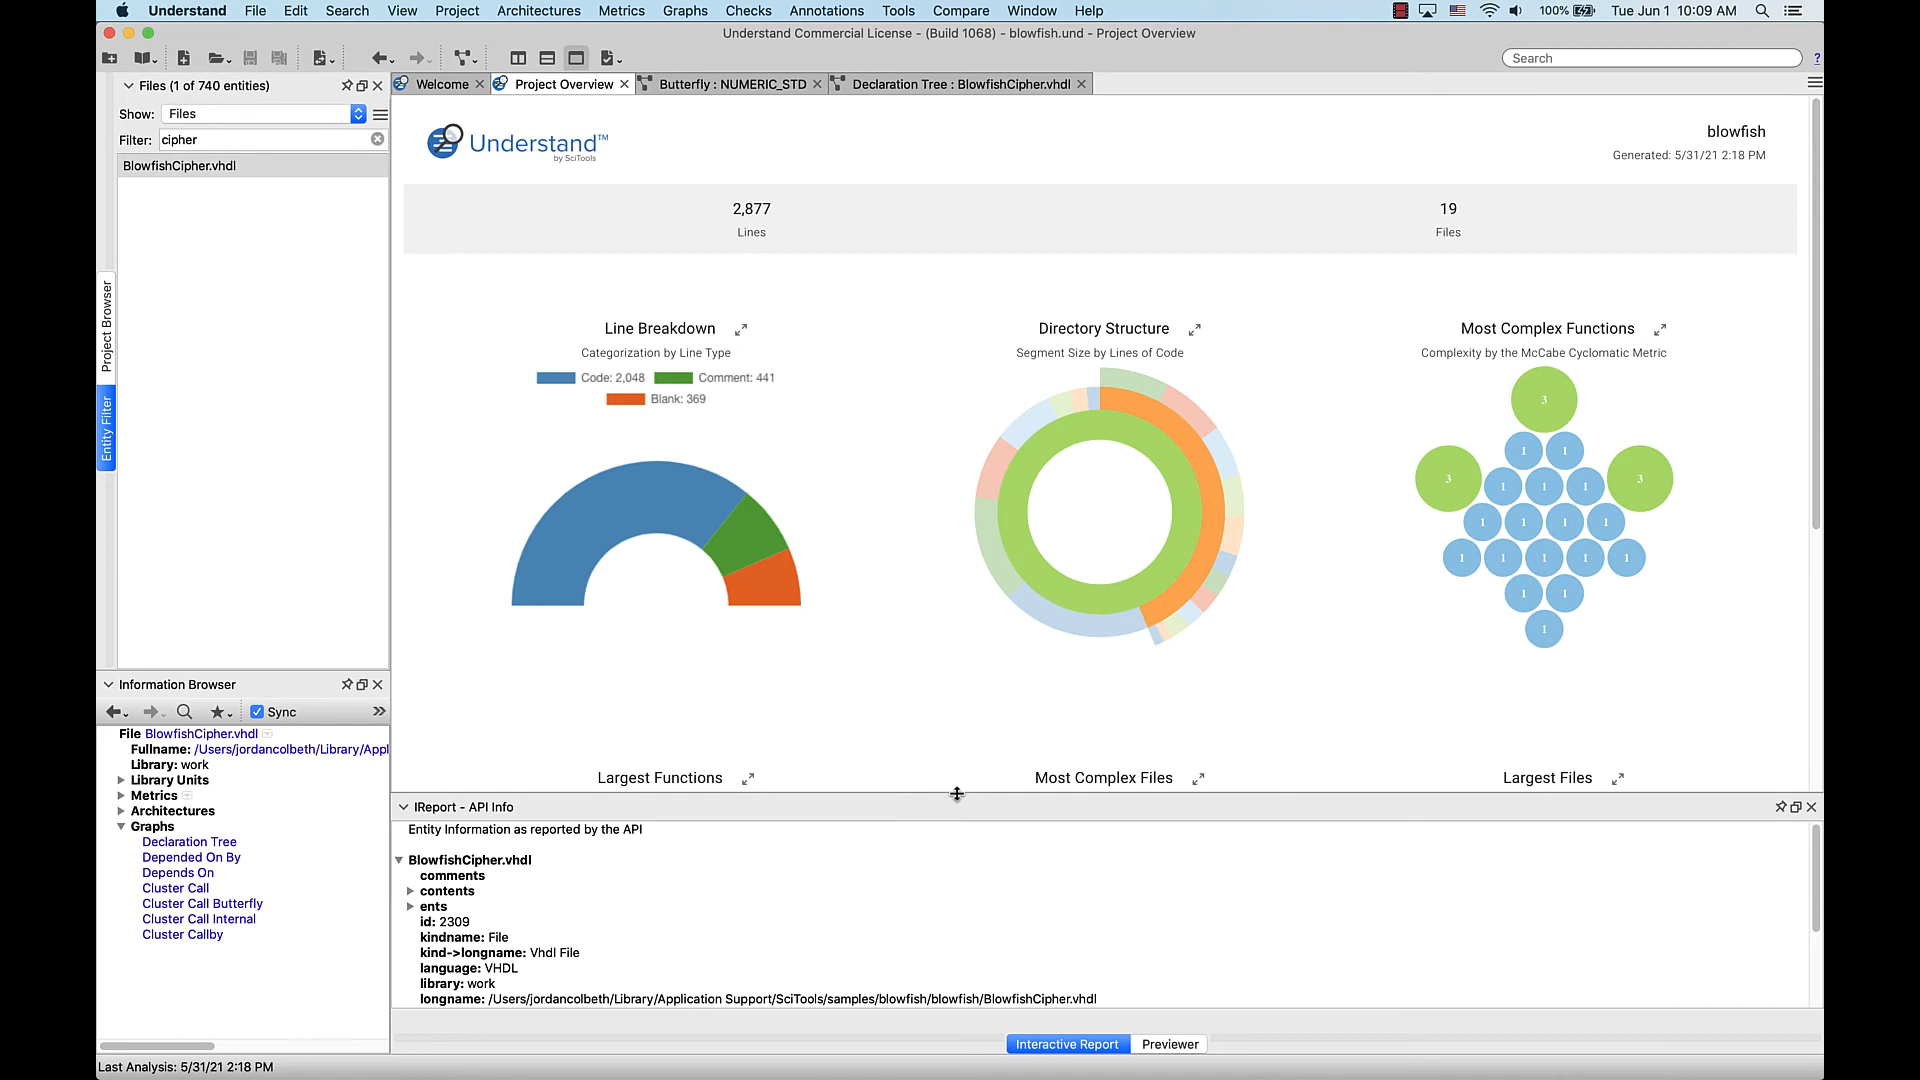 Understand File Edit Search View Project Architectures Metrics Graphs Checks Annotations Tools Compare Window Help 100% Tue Jun 1 10:09 AM
Understand Commercial License - (Build 1068) - blowfish.und - Project Overview
Search ?
Files (1 of 740 entities)
Show: Files
Filter: cipher
BlowfishCipher.vhdl
Project Browser
Entity Filter
Welcome Project Overview Butterfly : NUMERIC_STD Declaration Tree : BlowfishCipher.vhdl
Understand™
by SciTools
blowfish
Generated: 5/31/21 2:18 PM
2,877 19
Lines Files
Line Breakdown Directory Structure Most Complex Functions
Categorization by Line Type Segment Size by Lines of Code Complexity by the McCabe Cyclomatic Metric
Code: 2,048 Comment: 441
Blank: 369
3
1 1
3 1 1 1 3
1 1 1 1
1 1 1 1 1
1 1
1
Largest Functions Most Complex Files Largest Files
Information Browser
Sync
File BlowfishCipher.vhdl
Fullname: /Users/jordancolbeth/Library/Appl
Library: work
Library Units
Metrics
Architectures
Graphs
Declaration Tree
Depended On By
Depends On
Cluster Call
Cluster Call Butterfly
Cluster Call Internal
Cluster Callby
IReport - API Info
Entity Information as reported by the API
BlowfishCipher.vhdl
comments
contents
ents
id: 2309
kindname: File
kind->longname: Vhdl File
language: VHDL
library: work
longname: /Users/jordancolbeth/Library/Application Support/SciTools/samples/blowfish/blowfish/BlowfishCipher.vhdl
Interactive Report Previewer
Last Analysis: 5/31/21 2:18 PM